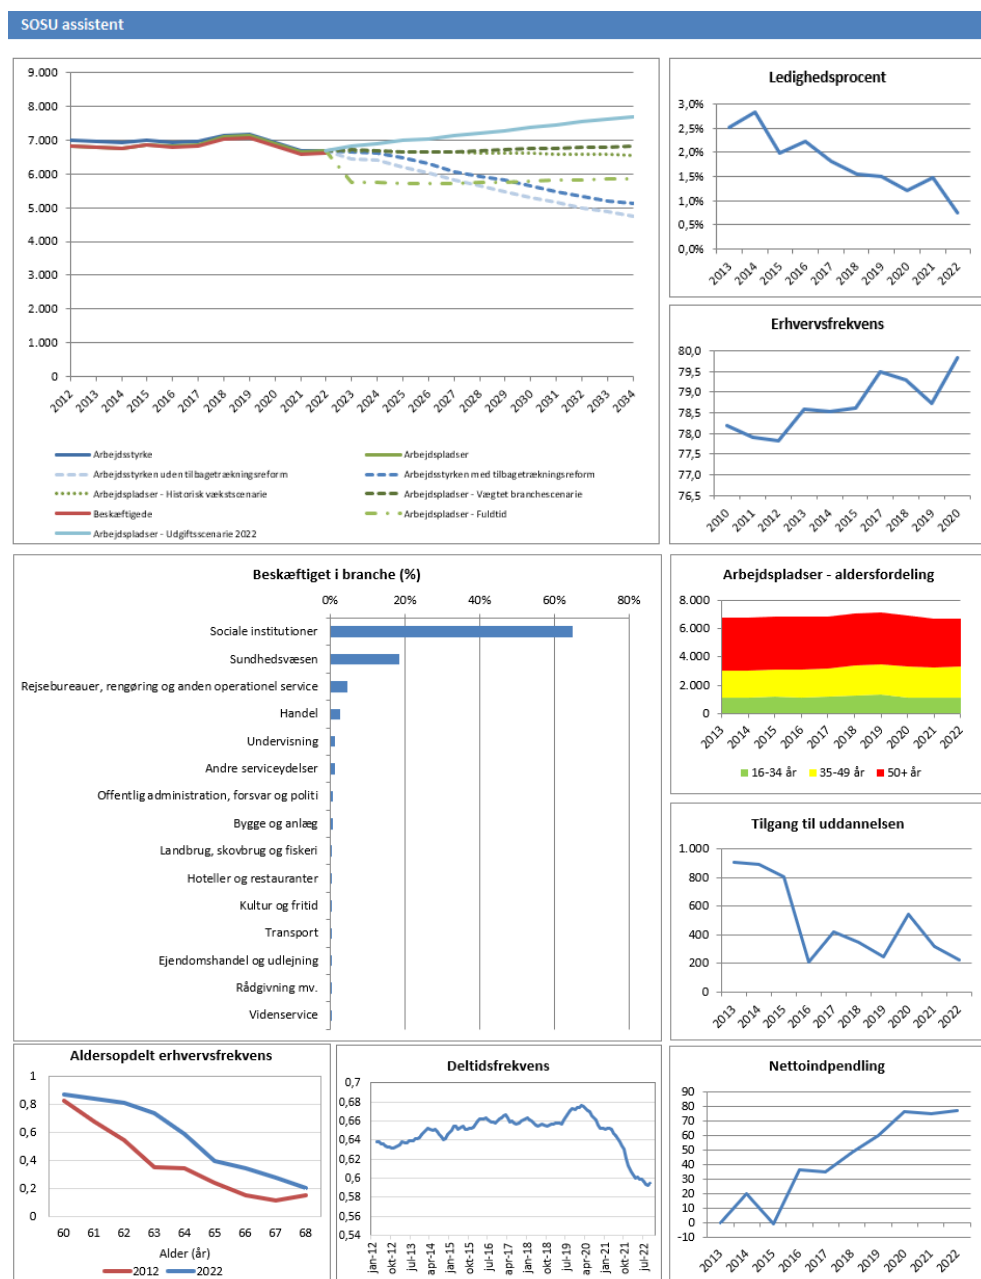 SOSU assistent
9.000
8.000
7.000
6.000
5.000
4.000
3.000
2.000
1.000
0
2012 2013 2014 2015 2016 2017 2018 2019 2020 2021 2022 2023 2024 2025 2026 2027 2028 2029 2030 2031 2032 2033 2034
Arbejdsstyrke Arbejdspladser
Arbejdsstyrken uden tilbagetrækningsreform Arbejdsstyrken med tilbagetrækningsreform
Arbejdspladser - Historisk vækstscenarie Arbejdspladser - Vægtet branchescenarie
Beskæftigede Arbejdspladser - Fuldtid
Arbejdspladser - Udgiftsscenarie 2022
Ledighedsprocent
3,0%
2,5%
2,0%
1,5%
1,0%
0,5%
0,0%
2013 2014 2015 2016 2017 2018 2019 2020 2021 2022
Erhvervsfrekvens
80,0
79,5
79,0
78,5
78,0
77,5
77,0
76,5
2010 2011 2012 2013 2014 2015 2016 2017 2018 2019 2020
Beskæftiget i branche (%)
0% 20% 40% 60% 80%
Sociale institutioner
Sundhedsvæsen
Rejsebureauer, rengøring og anden operationel service
Handel
Undervisning
Andre serviceydelser
Offentlig administration, forsvar og politi
Bygge og anlæg
Landbrug, skovbrug og fiskeri
Hoteller og restauranter
Kultur og fritid
Transport
Ejendomshandel og udlejning
Rådgivning mv.
Videnservice
Arbejdspladser - aldersfordeling
8.000
6.000
4.000
2.000
0
2013 2014 2015 2016 2017 2018 2019 2020 2021 2022
16-34 år 35-49 år 50+ år
Tilgang til uddannelsen
1.000
800
600
400
200
0
2013 2014 2015 2016 2017 2018 2019 2020 2021 2022
Aldersopdelt erhvervsfrekvens
1
0,8
0,6
0,4
0,2
0
60 61 62 63 64 65 66 67 68
Alder (år)
2012 2022
Deltidsfrekvens
0,7
0,68
0,66
0,64
0,62
0,6
0,58
0,56
0,54
jan-12 okt-12 jul-13 apr-14 jan-15 okt-15 jul-16 apr-17 jan-18 okt-18 jul-19 apr-20 jan-21 okt-21 jul-22
Nettoindpendling
90
80
70
60
50
40
30
20
10
0
-10
2013 2014 2015 2016 2017 2018 2019 2020 2021 2022